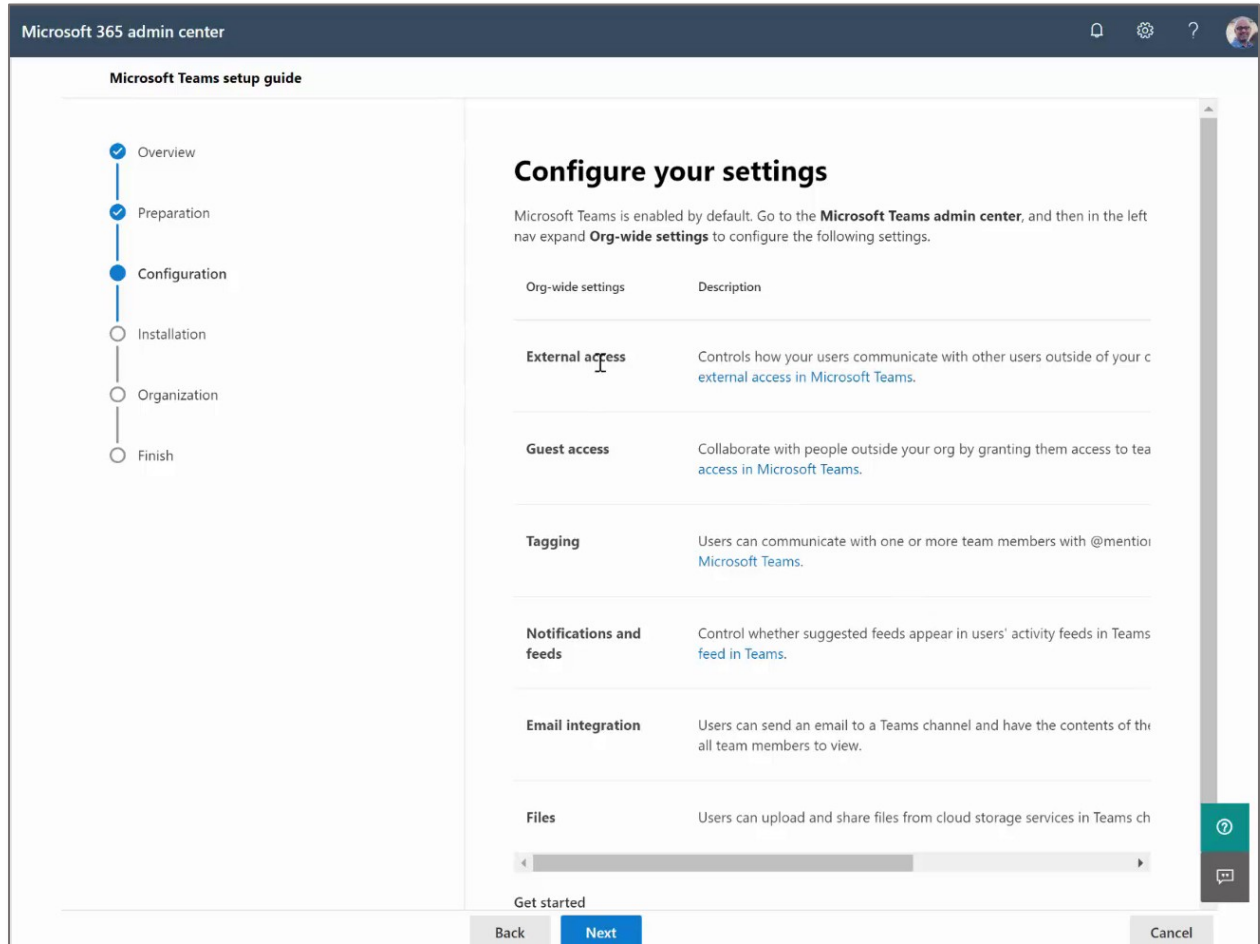 Microsoft 365 admin center
?
Microsoft Teams setup guide
Overview
Preparation
Configuration
Installation
Organization
Finish
Configure your settings
Microsoft Teams is enabled by default. Go to the Microsoft Teams admin center, and then in the left
nav expand Org-wide settings to configure the following settings.
Org-wide settings Description
External access Controls how your users communicate with other users outside of your c
external access in Microsoft Teams.
Guest access Collaborate with people outside your org by granting them access to tea
access in Microsoft Teams.
Tagging Users can communicate with one or more team members with @mention
Microsoft Teams.
Notifications and Control whether suggested feeds appear in users' activity feeds in Teams
feeds feed in Teams.
Email integration Users can send an email to a Teams channel and have the contents of the
all team members to view.
Files Users can upload and share files from cloud storage services in Teams ch
Get started
Back Next Cancel